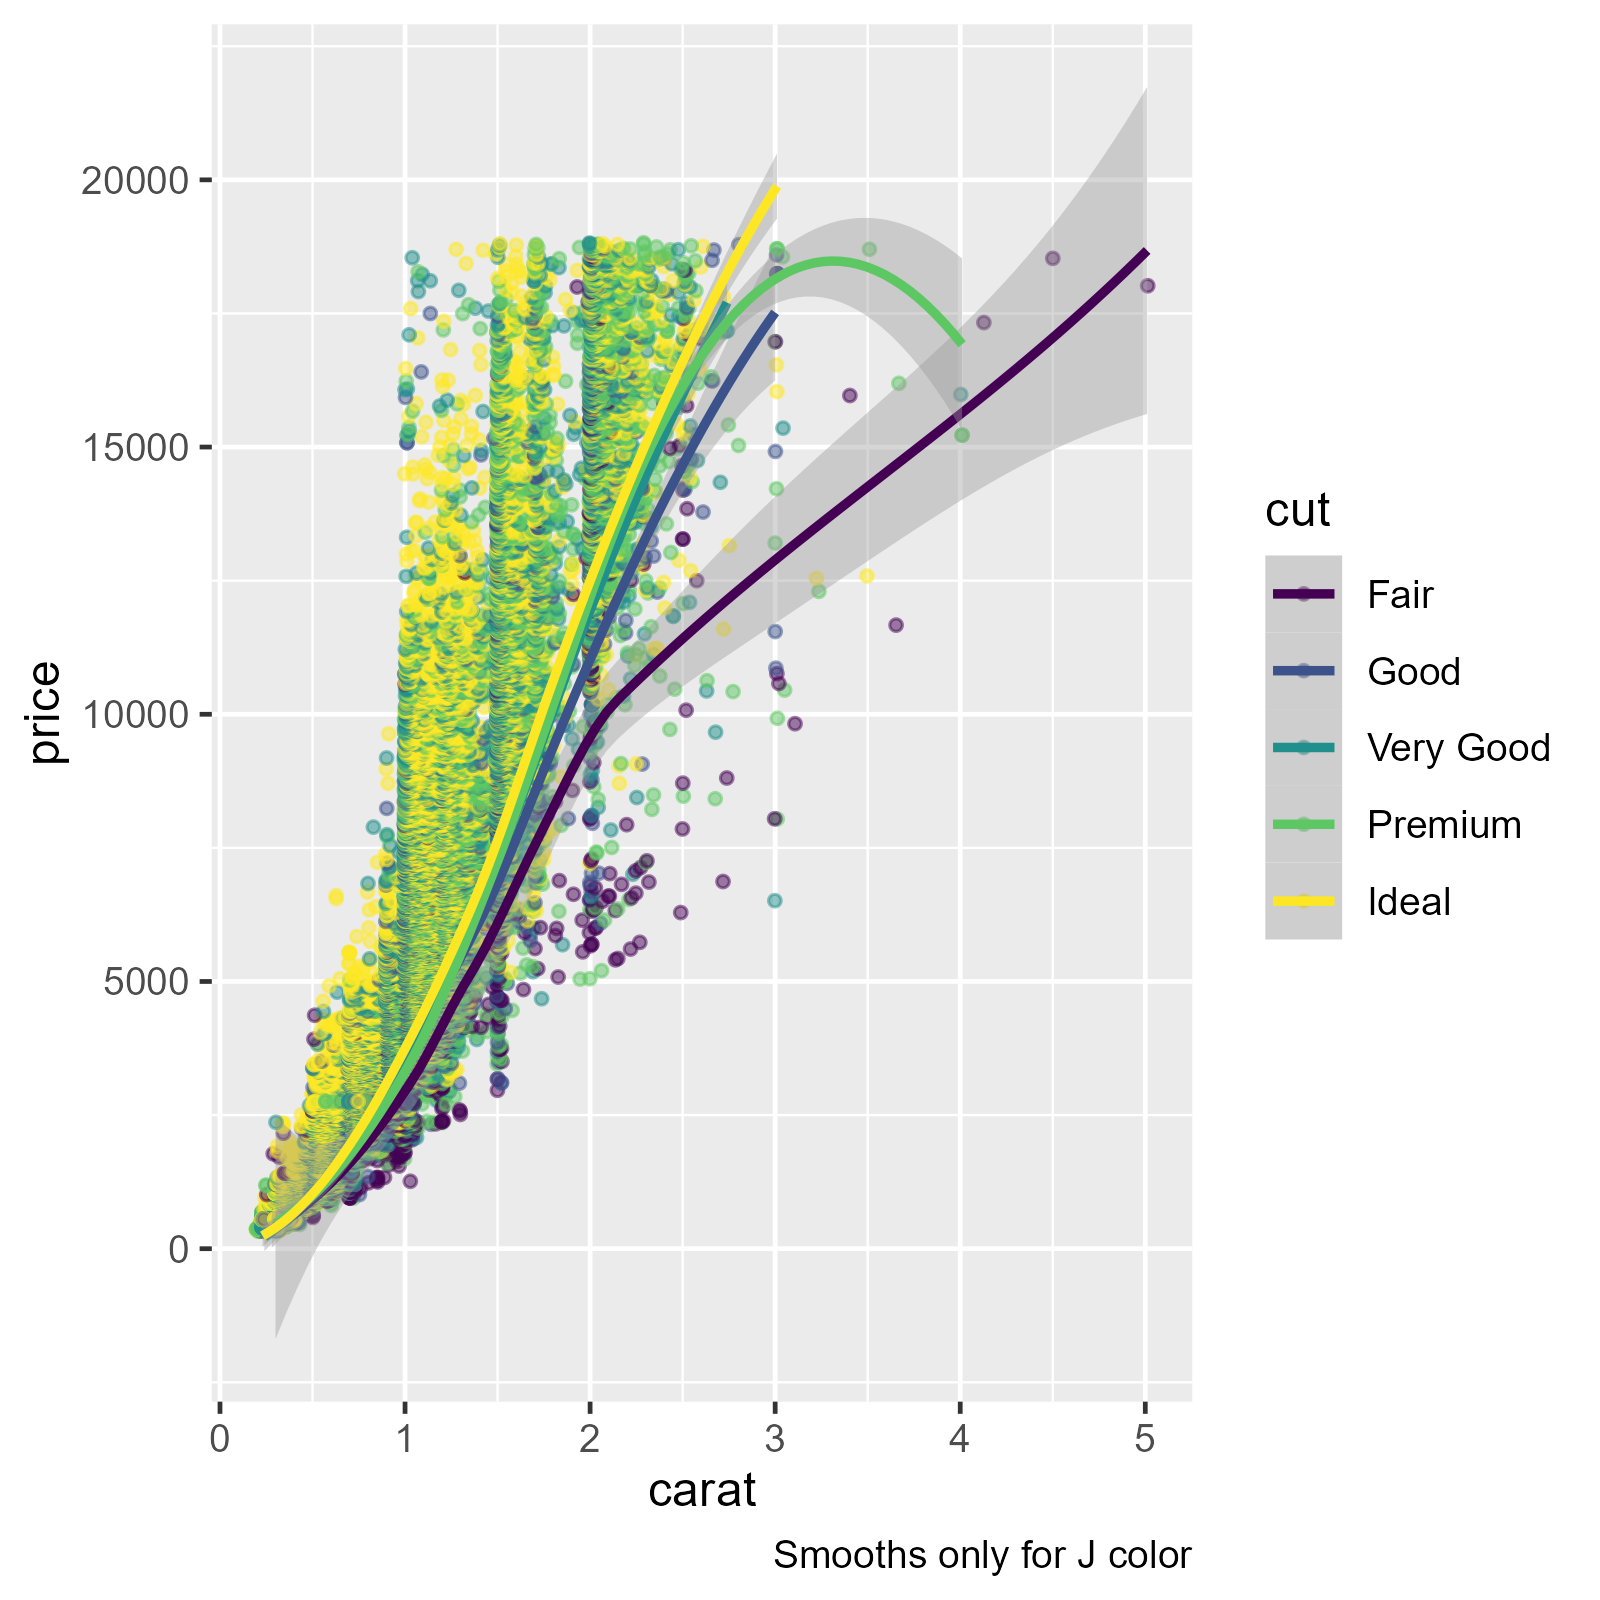 20000
15000
10000
5000
0
price
0 1 2 3 4 5
carat
cut
Fair
Good
Very Good
Premium
Ideal
Smooths only for J color